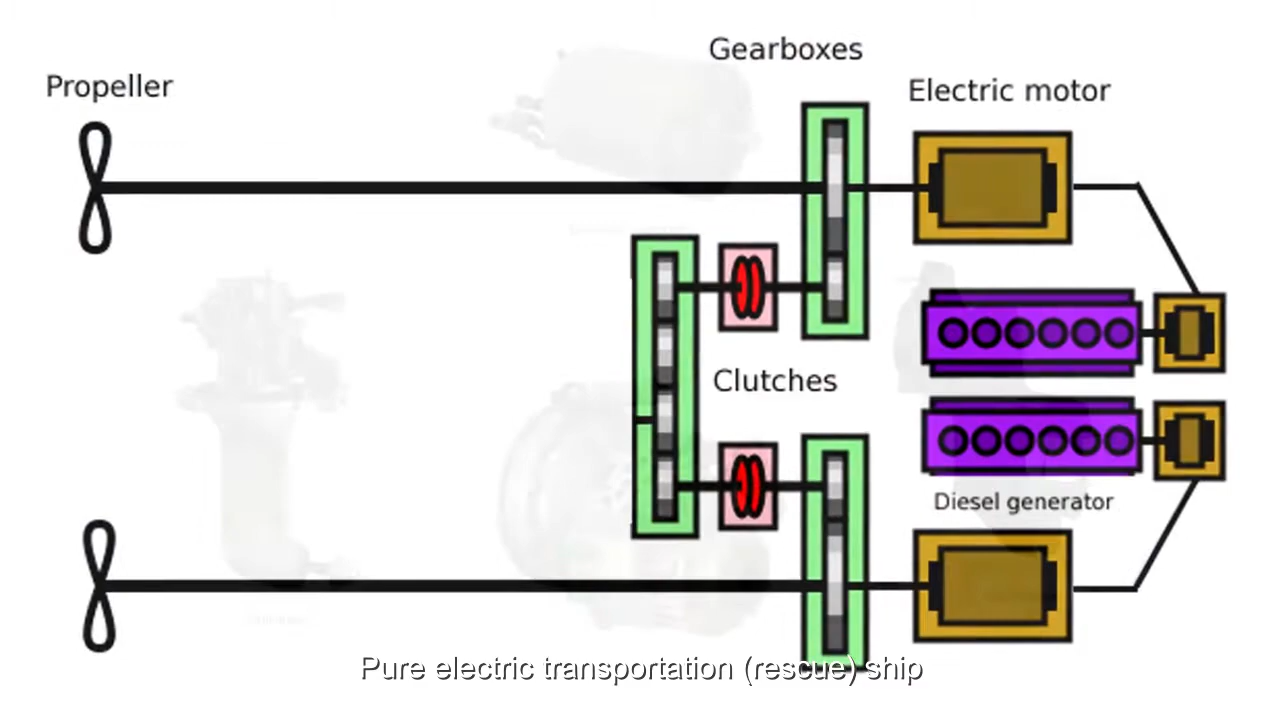 Gearboxes
Propeller
Electric motor
Clutches
Diesel generator
Pure electric transportation (rescue) ship